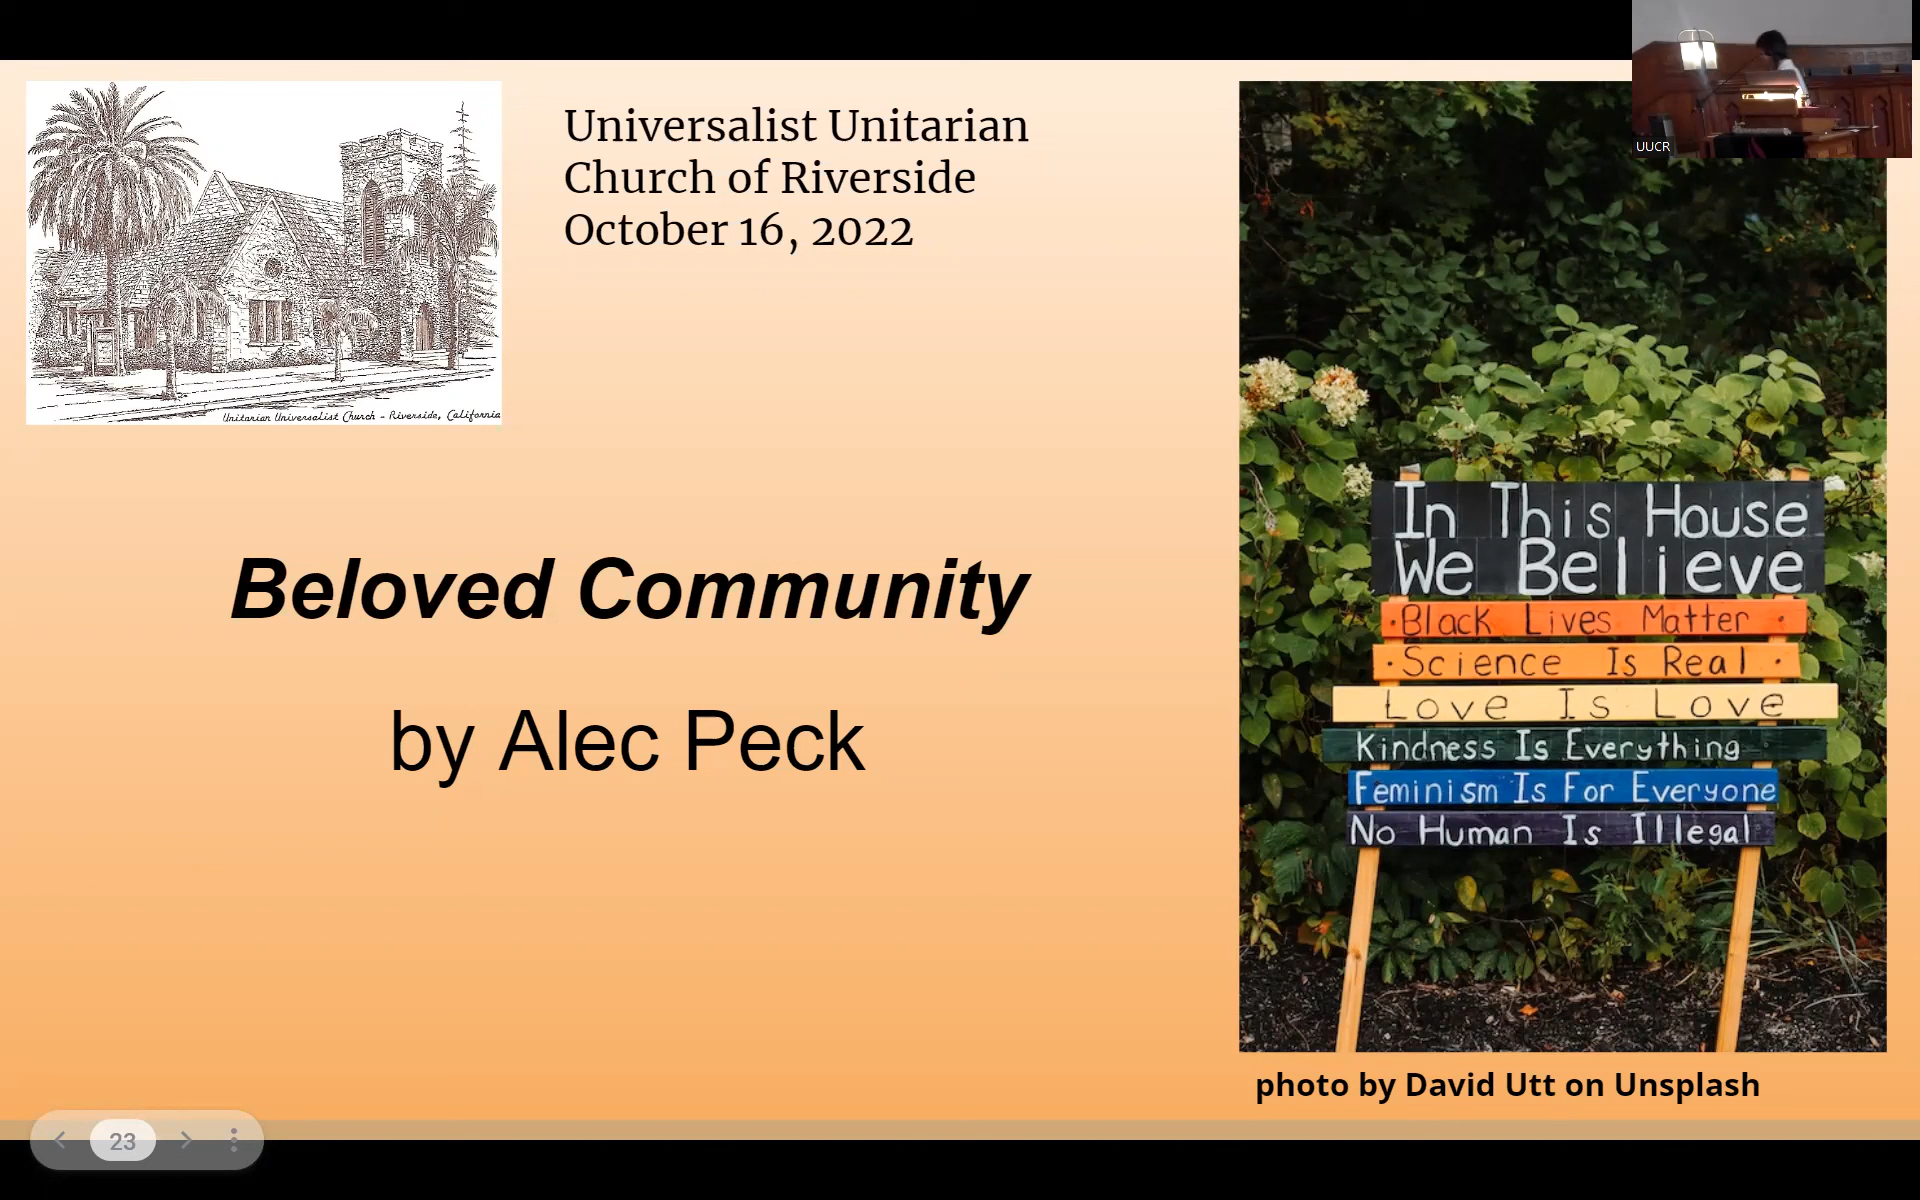 Universalist Unitarian
Church of Riverside
October 16, 2022
Unitarian Universalist Church - Riverside, California
Beloved Community
by Alec Peck
UUCR
In This House
We Believe
Black Lives Matter
Science Is Real
Love Is Love
Kindness Is Everything
Feminism Is For Everyone
No Human Is Illegal
photo by David Utt on Unsplash
23